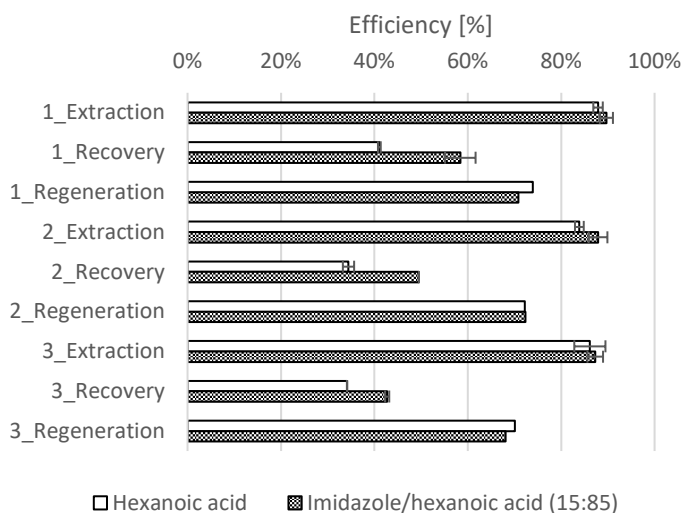 Efficiency [%]
0% 20% 40% 60% 80% 100%
1_Extraction
1_Recovery
1_Regeneration
2_Extraction
2_Recovery
2_Regeneration
3_Extraction
3_Recovery
3_Regeneration
Hexanoic acid Imidazole/hexanoic acid (15:85)